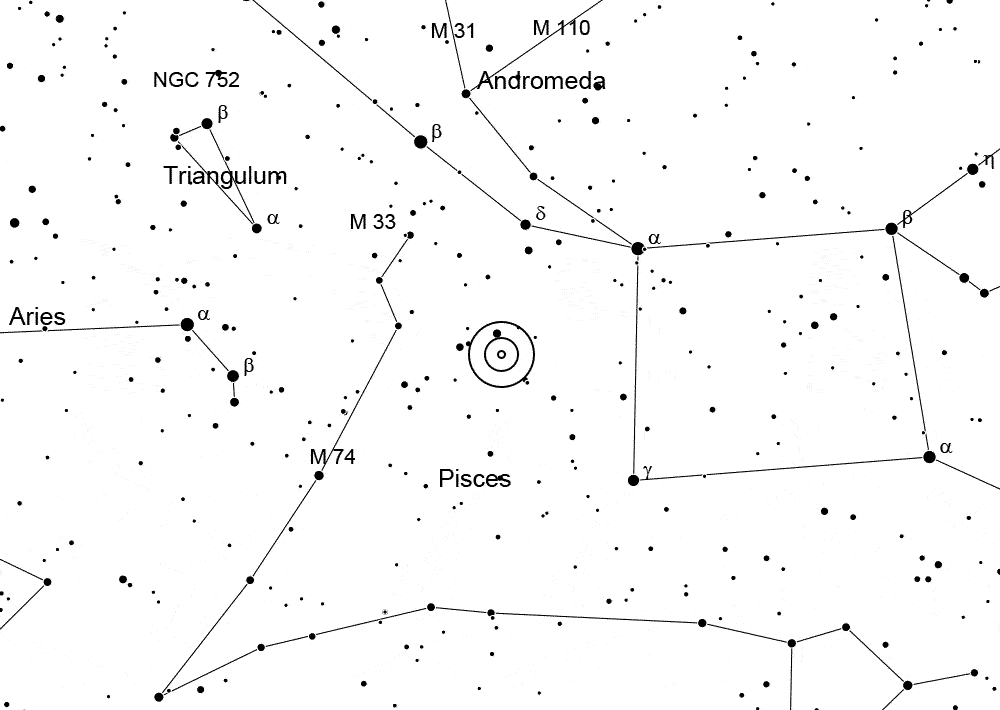 M 31
M 110
NGC 752
Andromeda
β
β
η
Triangulum
α
δ
β
M 33
α
Aries
α
β
α
M 74
γ
Pisces